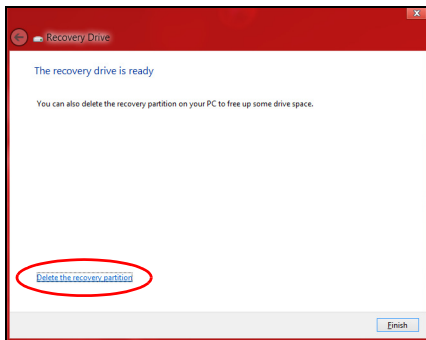 Recovery Drive
The recovery drive is ready
You can also delete the recovery partition on your PC to free up some drive space.
Delete the recovery partition
Finish